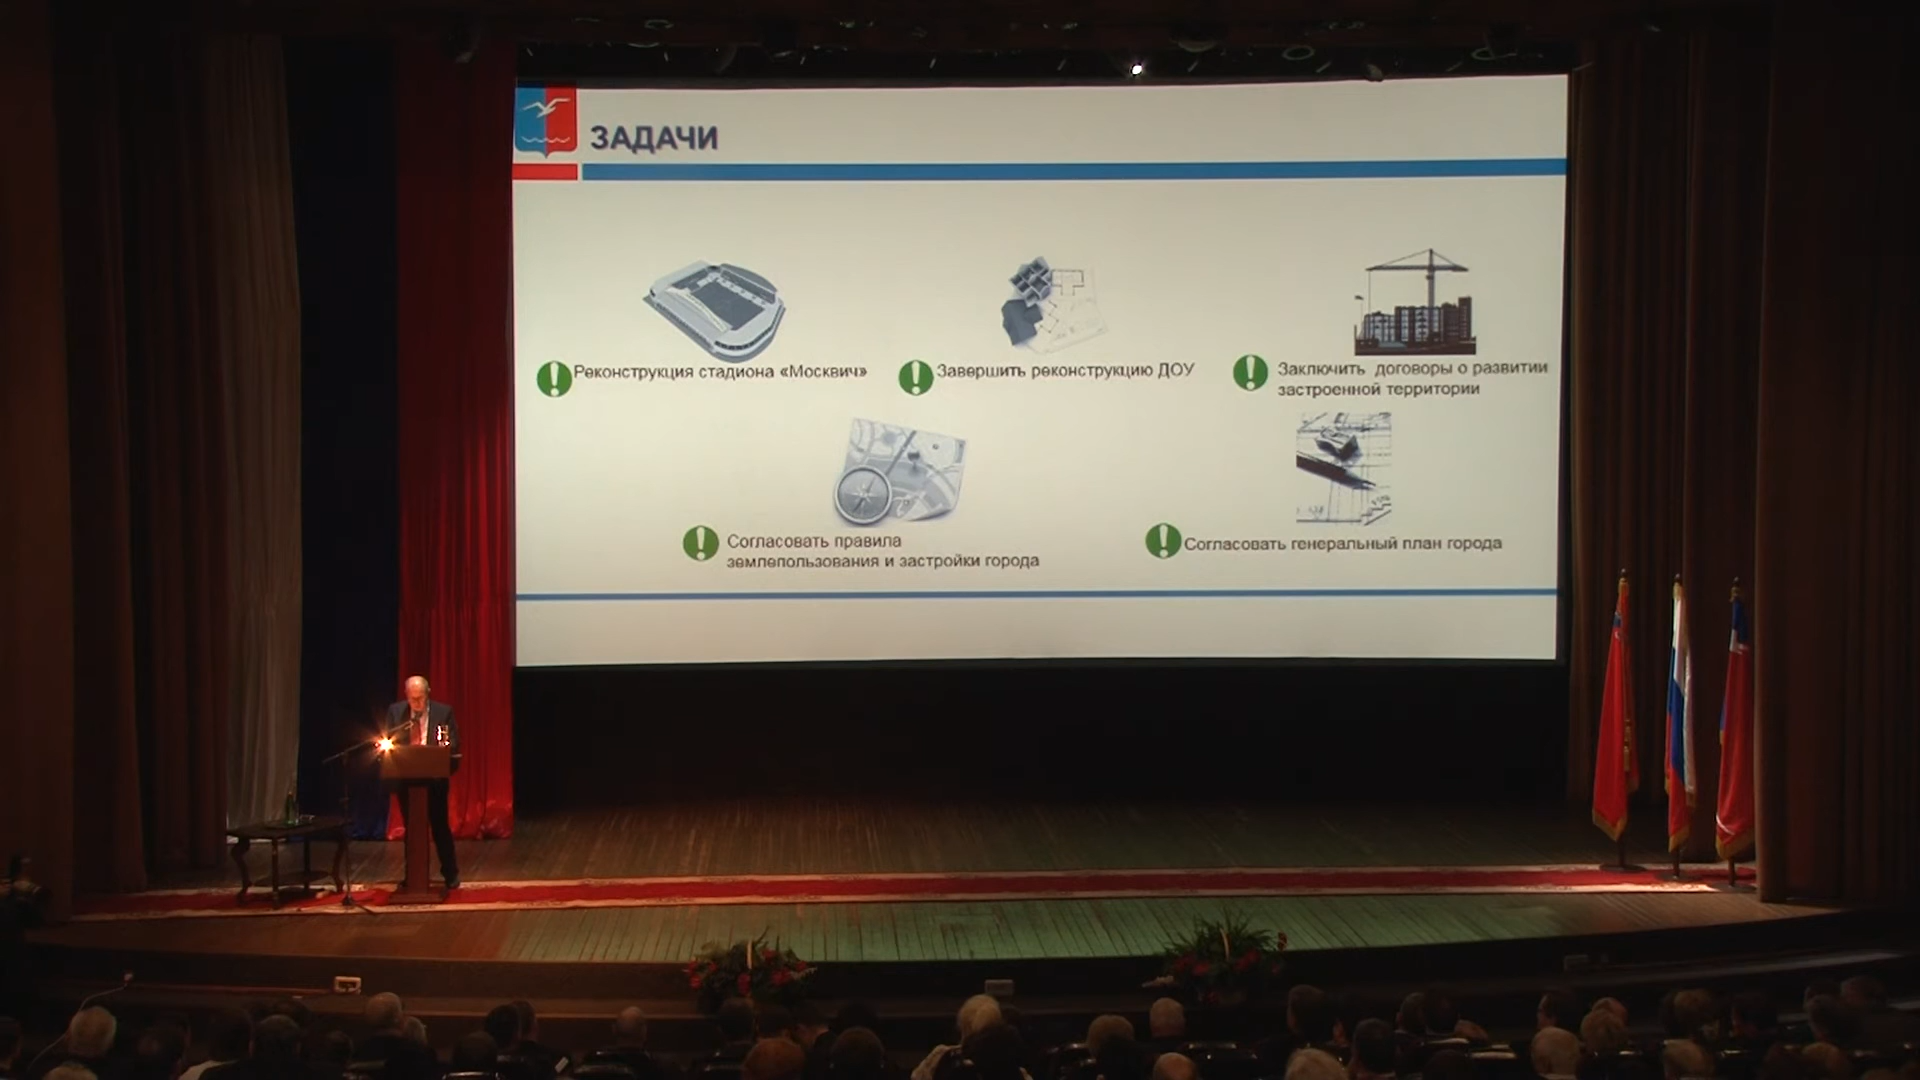 ЗАДАЧИ
Реконструкция стадиона «Москвич»
Завершить реконструкцию ДОУ
Заключить договоры о развитии
застроенной территории
Согласовать правила
землепользования и застройки города
Согласовать генеральный план города